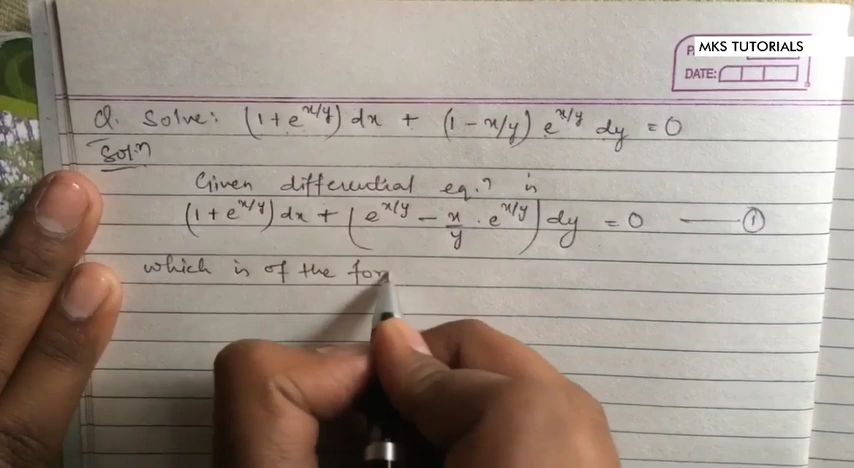 MKS TUTORIALS
DATE:
Q. Solve: (1+e^x/y) dx + (1-x/y) e^x/y dy = 0
Sol.n
Given differential eq.n is
(1+e^x/y) dx + (e^x/y - x/y . e^x/y) dy = 0 —— ①
which is of the for